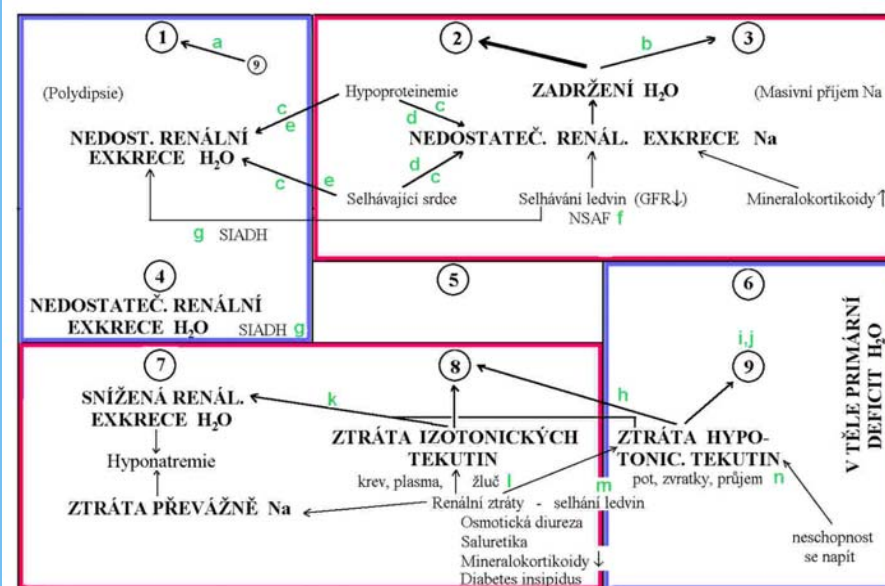 1
a
9
(Polydipsie)
c
e
NEDOST. RENÁLNÍ
EXKRECE H₂O
c
e
g SIADH
4
NEDOSTATEČ. RENÁLNÍ
EXKRECE H₂O SIADH g
2
b
3
ZADRŽENÍ H₂O
(Masivní příjem Na
Hypoproteinemie
c
d
NEDOSTATEČ. RENÁL. EXKRECE Na
d
c
Selhávající srdce
Selhávání ledvin (GFR↓)
NSAF f
Mineralokortikoidy ↑
5
6
i,j
9
V TĚLE PRIMÁRNÍ
DEFICIT H₂O
7
SNÍŽENÁ RENÁL.
EXKRECE H₂O
Hyponatremie
ZTRÁTA PŘEVÁŽNĚ Na
k
8
h
ZTRÁTA IZOTONICKÝCH
TEKUTIN
krev, plasma, žluč l
ZTRÁTA HYPO-
TONIC. TEKUTIN
pot, zvratky, průjem n
m
Renální ztráty - selhání ledvin
Osmotická diureza
Saluretika
Mineralokortikoidy ↓
Diabetes insipidus
neschopnost
se napít